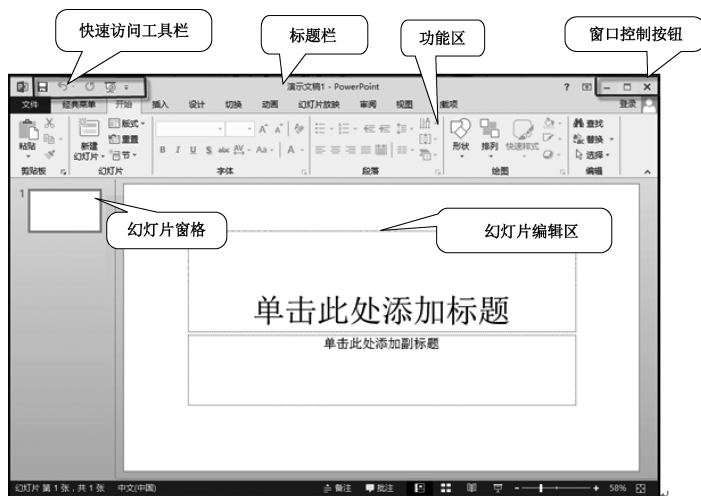 快速访问工具栏
标题栏
功能区
窗口控制按钮
演示文稿1 - PowerPoint
?
文件 经典菜单 开始 插入 设计 切换 动画 幻灯片放映 审阅 视图 登录
粘贴 新建 幻灯片 版式 重置 节
B I U S abc AV Aa A
形状 排列 快速样式 查找 替换 选择
剪贴板 幻灯片 字体 段落 绘图 编辑
1
幻灯片窗格
幻灯片编辑区
单击此处添加标题
单击此处添加副标题
幻灯片 第 1 张，共 1 张 中文(中国) 备注 批注 58%